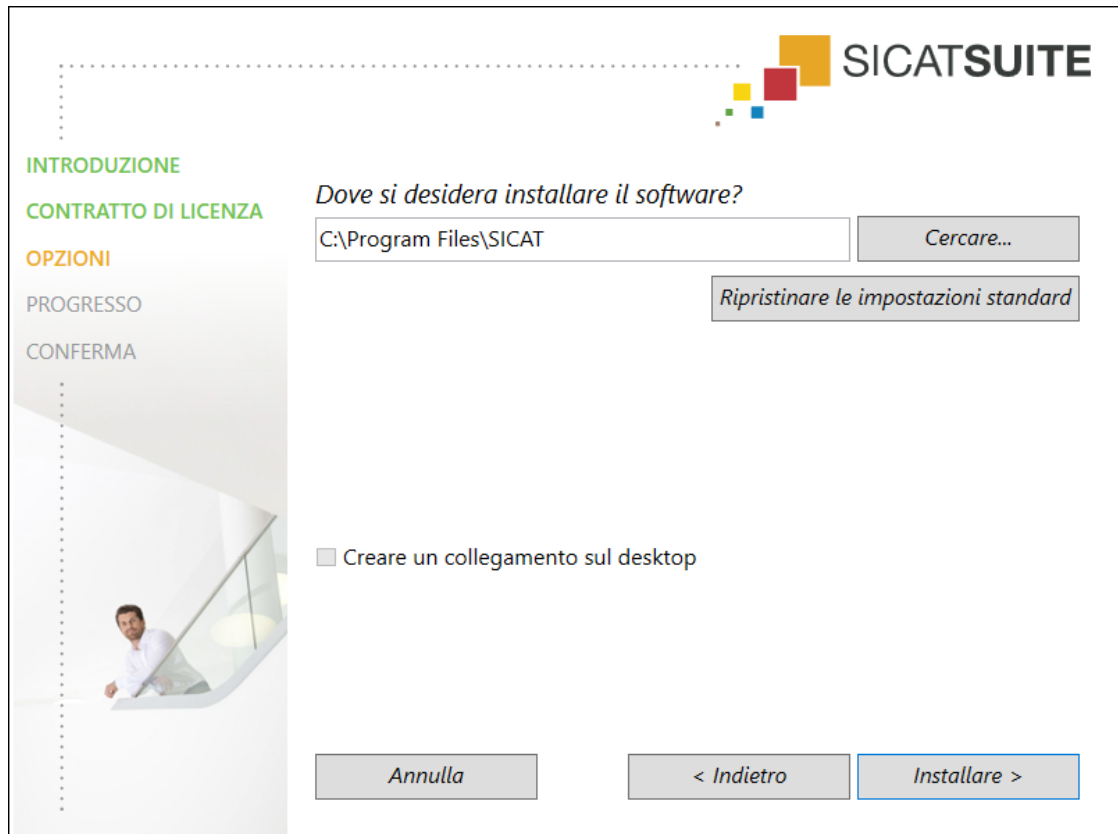 SICATSUITE
INTRODUZIONE
CONTRATTO DI LICENZA
OPZIONI
PROGRESSO
CONFERMA
Dove si desidera installare il software?
C:\Program Files\SICAT
Cercare...
Ripristinare le impostazioni standard
Creare un collegamento sul desktop
Annulla
< Indietro
Installare >